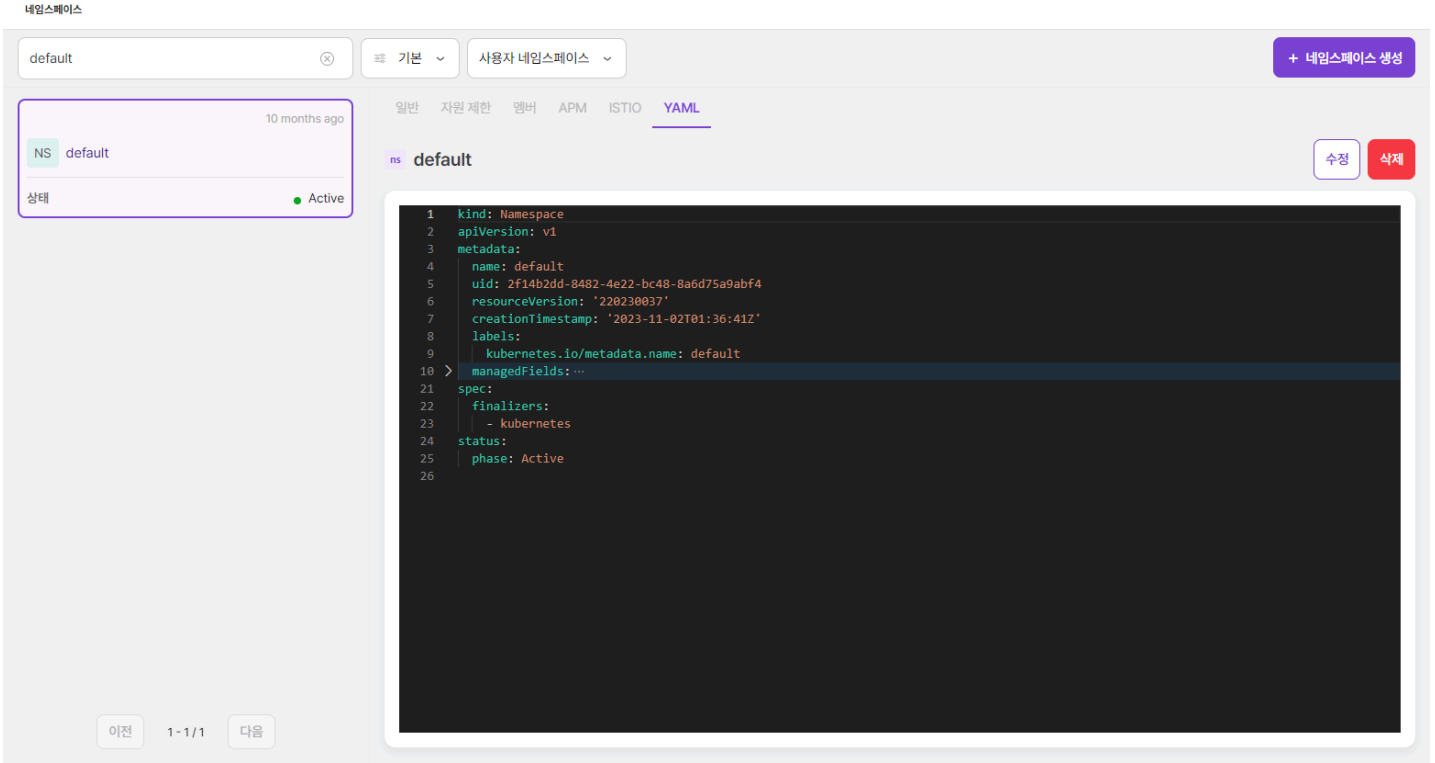 네임스페이스
default
기본
사용자 네임스페이스
+ 네임스페이스 생성
10 months ago
NS default
상태 Active
이전 1 - 1 / 1 다음
일반 자원 제한 멤버 APM ISTIO YAML
ns default
수정 삭제
1 kind: Namespace
2 apiVersion: v1
3 metadata:
4 name: default
5 uid: 2f14b2dd-8482-4e22-bc48-8a6d75a9abf4
6 resourceVersion: '220230037'
7 creationTimestamp: '2023-11-02T01:36:41Z'
8 labels:
9 kubernetes.io/metadata.name: default
10 managedFields:…
21 spec:
22 finalizers:
23 - kubernetes
24 status:
25 phase: Active
26